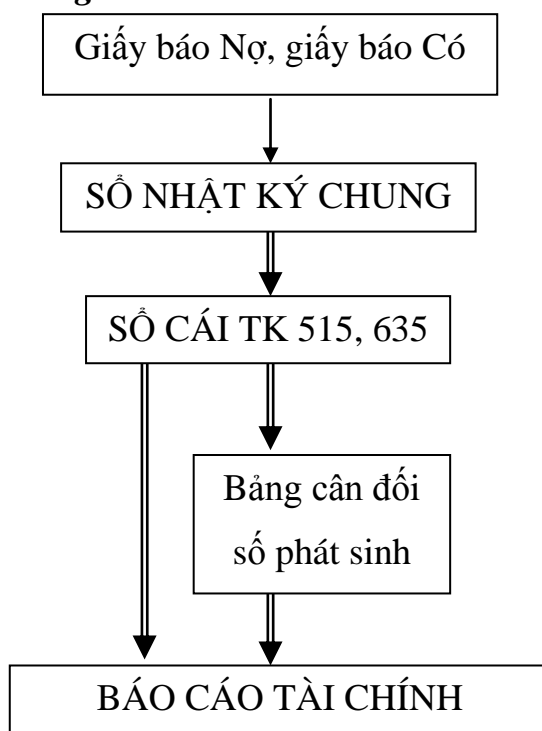 Giấy báo Nợ, giấy báo Có
SỔ NHẬT KÝ CHUNG
SỔ CÁI TK 515, 635
Bảng cân đối
số phát sinh
BÁO CÁO TÀI CHÍNH